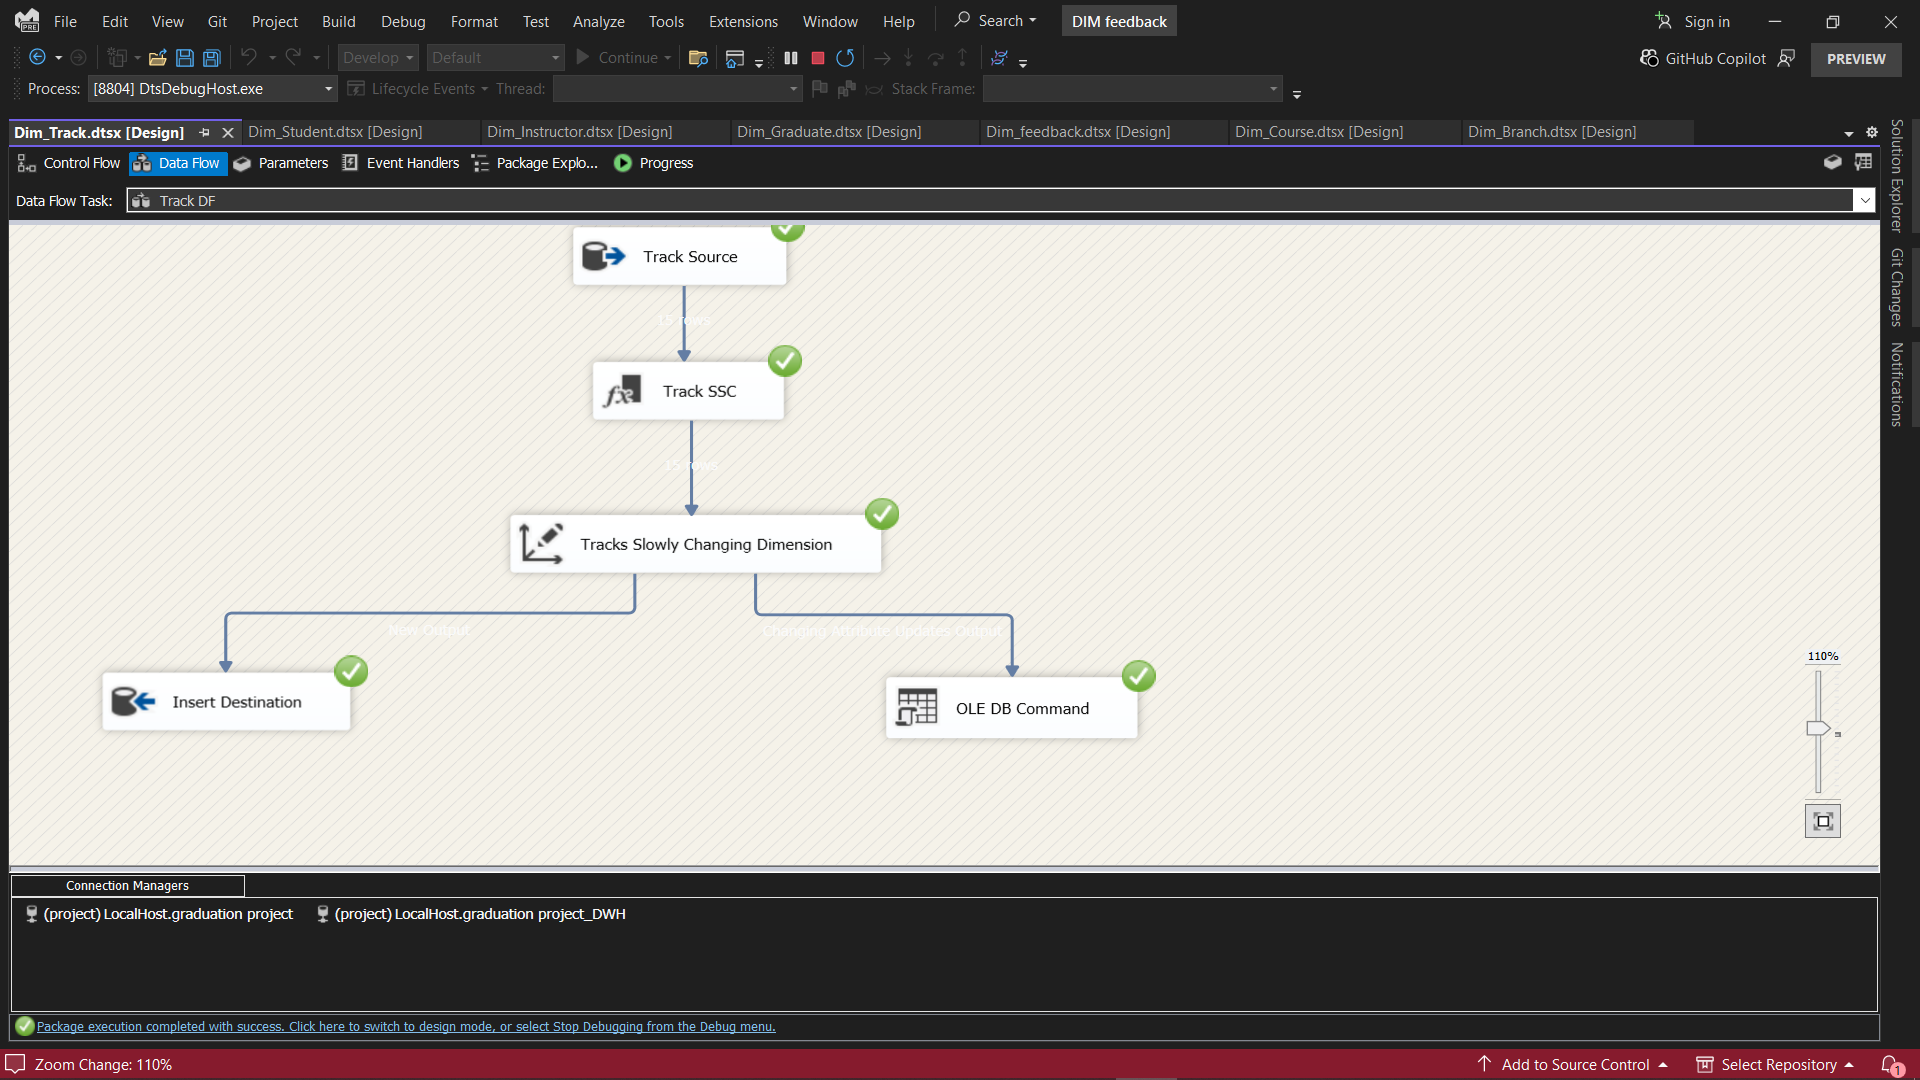 File Edit View Git Project Build Debug Format Test Analyze Tools Extensions Window Help Search DIM feedback Sign in
PRE
Develop Default Continue GitHub Copilot PREVIEW
Process: [8804] DtsDebugHost.exe Lifecycle Events Thread: Stack Frame:
Dim_Track.dtsx [Design] Dim_Student.dtsx [Design] Dim_Instructor.dtsx [Design] Dim_Graduate.dtsx [Design] Dim_feedback.dtsx [Design] Dim_Course.dtsx [Design] Dim_Branch.dtsx [Design]
Control Flow Data Flow Parameters Event Handlers Package Explo... Progress
Data Flow Task: Track DF
Solution Explorer
Git Changes
Notifications
Track Source
15 rows
Track SSC
15 rows
Tracks Slowly Changing Dimension
New Output Changing Attribute Updates Output
Insert Destination
OLE DB Command
110%
Connection Managers
(project) LocalHost.graduation project (project) LocalHost.graduation project_DWH
Package execution completed with success. Click here to switch to design mode, or select Stop Debugging from the Debug menu.
Zoom Change: 110% Add to Source Control Select Repository 1